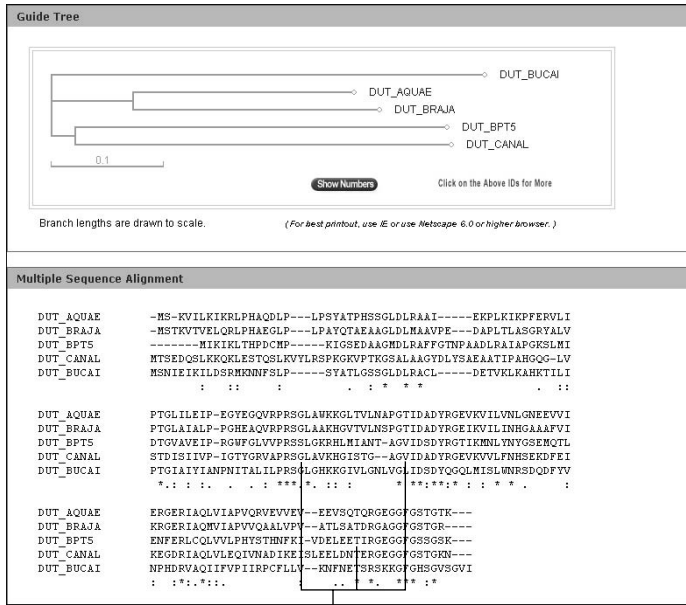 Guide Tree
DUT_BUCAI
DUT_AQUAE
DUT_BRAJA
DUT_BPT5
DUT_CANAL
0.1
Show Numbers
Click on the Above IDs for More
Branch lengths are drawn to scale.
(For best printout, use IE or use Netscape 6.0 or higher browser. )
Multiple Sequence Alignment
DUT_AQUAE -MS-KVILKIKRLPHAQDLP---LPSYATPHSSGLDLRAAI-----EKPLKIKPFERVLI
DUT_BRAJA -MSTKVTVELQRLPHAEGLP---LPAYQTAEAAGLDLMAAVPE---DAPLTLASGRYALV
DUT_BPT5 -------MIKIKLTHPDCMP-----KIGSEDAAGMDLRAFFGTNPAADLRAIAPGKSLMI
DUT_CANAL MTSEDQSLKKQKLESTQSLKVYLRSPKGKVPTKGSALAAGYDLYSAEAATIPAHGQG-LV
DUT_BUCAI MSNIEIKILDSRMKNNFSLP-----SYATLGSSGLDLRACL-----DETVKLKAHKTILI
: :: : . : * * * . ::
DUT_AQUAE PTGLILEIP-EGYEGQVRPRSGLAWKKGLTVLNAPGTIDADYRGEVKVILVNLGNEEVVI
DUT_BRAJA PTGIALALP-PGHEAQVRPRSGLAAKHGVTVLNSPGTIDADYRGEIKVILINHGAAAFVI
DUT_BPT5 DTGVAVEIP-RGWFGLVVPRSSLGKRHLMIANT-AGVIDSDYRGTIKMNLYNYGSEMQTL
DUT_CANAL STDISIIVP-IGTYGRVAPRSGLAVKHGISTG--AGVIDADYRGEVKVVLFNHSEKDFEI
DUT_BUCAI PTGIAIYIANPNITALILPRSGLGHKKGIVLGNLVGLIDSDYQGQLMISLWNRSDQDFYV
*.: : :. . : ***.*. :: : * **:**:* : : * * . :
DUT_AQUAE ERGERIAQLVIAPVQRVEVVEV--EEVSQTQRGEGGFGSTGTK---
DUT_BRAJA KRGERIAQMVIAPVVQAALVPV--ATLSATDRGAGGFGSTGR----
DUT_BPT5 ENFERLCQLVVLPHYSTHNFKI-VDELEETIRGEGGFGSSGSK---
DUT_CANAL KEGDRIAQLVLEQIVNADIKEISLEELDNTERGEGGFGSTGKN---
DUT_BUCAI NPHDRVAQIIFVPIIRPCFLLV--KNFNETSRSKKGFGHSGVSGVI
: :*:.*::. : .. * *. *** :*